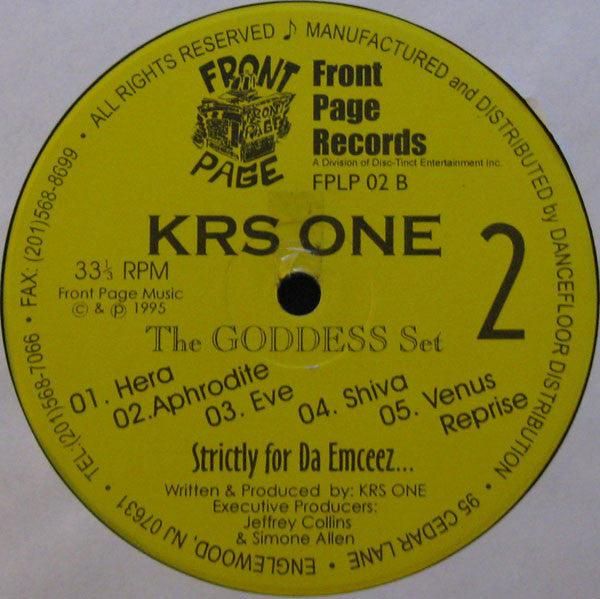 ALL RIGHTS RESERVED ♪ MANUFACTURED and DISTRIBUTED by DANCEFLOOR DISTRIBUTION • 95 CEDAR LANE • ENGLEWOOD, NJ 07631 • TEL:(201)568-7066 • FAX: (201)568-8699 •
FRONT
PAGE
FRONT
PAGE
Front
Page
Records
A Division of Disc-Tinct Entertainment Inc.
FPLP 02 B
KRS ONE
2
33⅓ RPM
Front Page Music
© & ℗ 1995
The GODDESS Set
01. Hera
02.Aphrodite
03. Eve
04. Shiva
05. Venus
Reprise
Strictly for Da Emceez...
Written & Produced by: KRS ONE
Executive Producers:
Jeffrey Collins
& Simone Allen